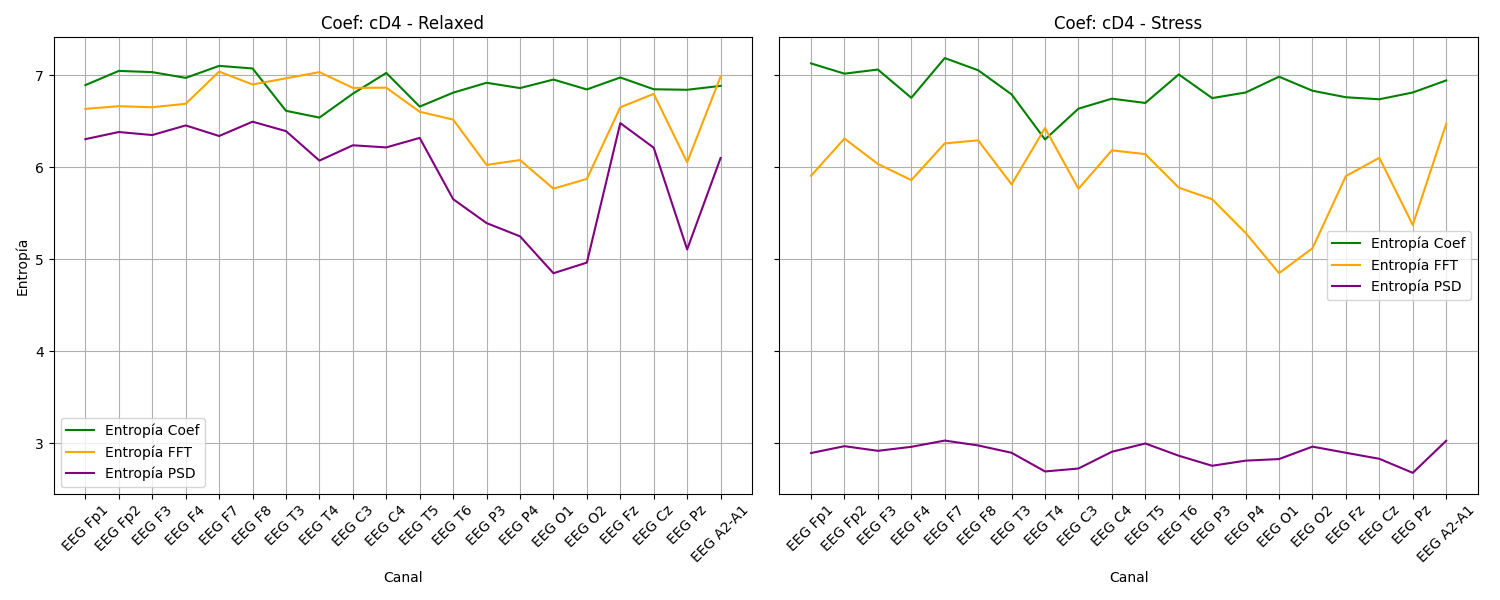 Coef: cD4 - Relaxed
Entropía
7
6
5
4
3
Entropía Coef
Entropía FFT
Entropía PSD
EEG Fp1
EEG Fp2
EEG F3
EEG F4
EEG F7
EEG F8
EEG T3
EEG T4
EEG C3
EEG C4
EEG T5
EEG T6
EEG P3
EEG P4
EEG O1
EEG O2
EEG Fz
EEG Cz
EEG Pz
EEG A2-A1
Canal
Coef: cD4 - Stress
Entropía Coef
Entropía FFT
Entropía PSD
EEG Fp1
EEG Fp2
EEG F3
EEG F4
EEG F7
EEG F8
EEG T3
EEG T4
EEG C3
EEG C4
EEG T5
EEG T6
EEG P3
EEG P4
EEG O1
EEG O2
EEG Fz
EEG Cz
EEG Pz
EEG A2-A1
Canal